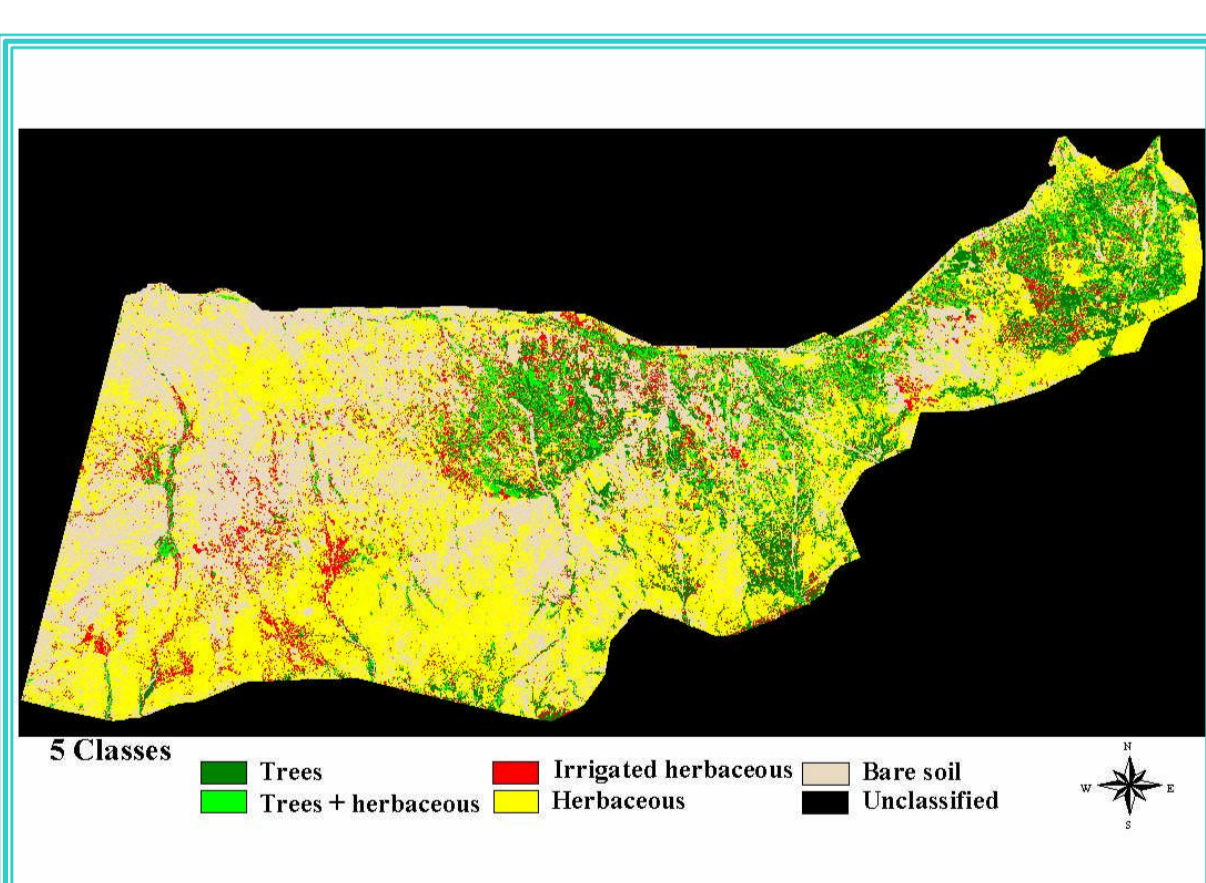 5 Classes
Trees
Trees + herbaceous
Irrigated herbaceous
Herbaceous
Bare soil
Unclassified
N
W E
S